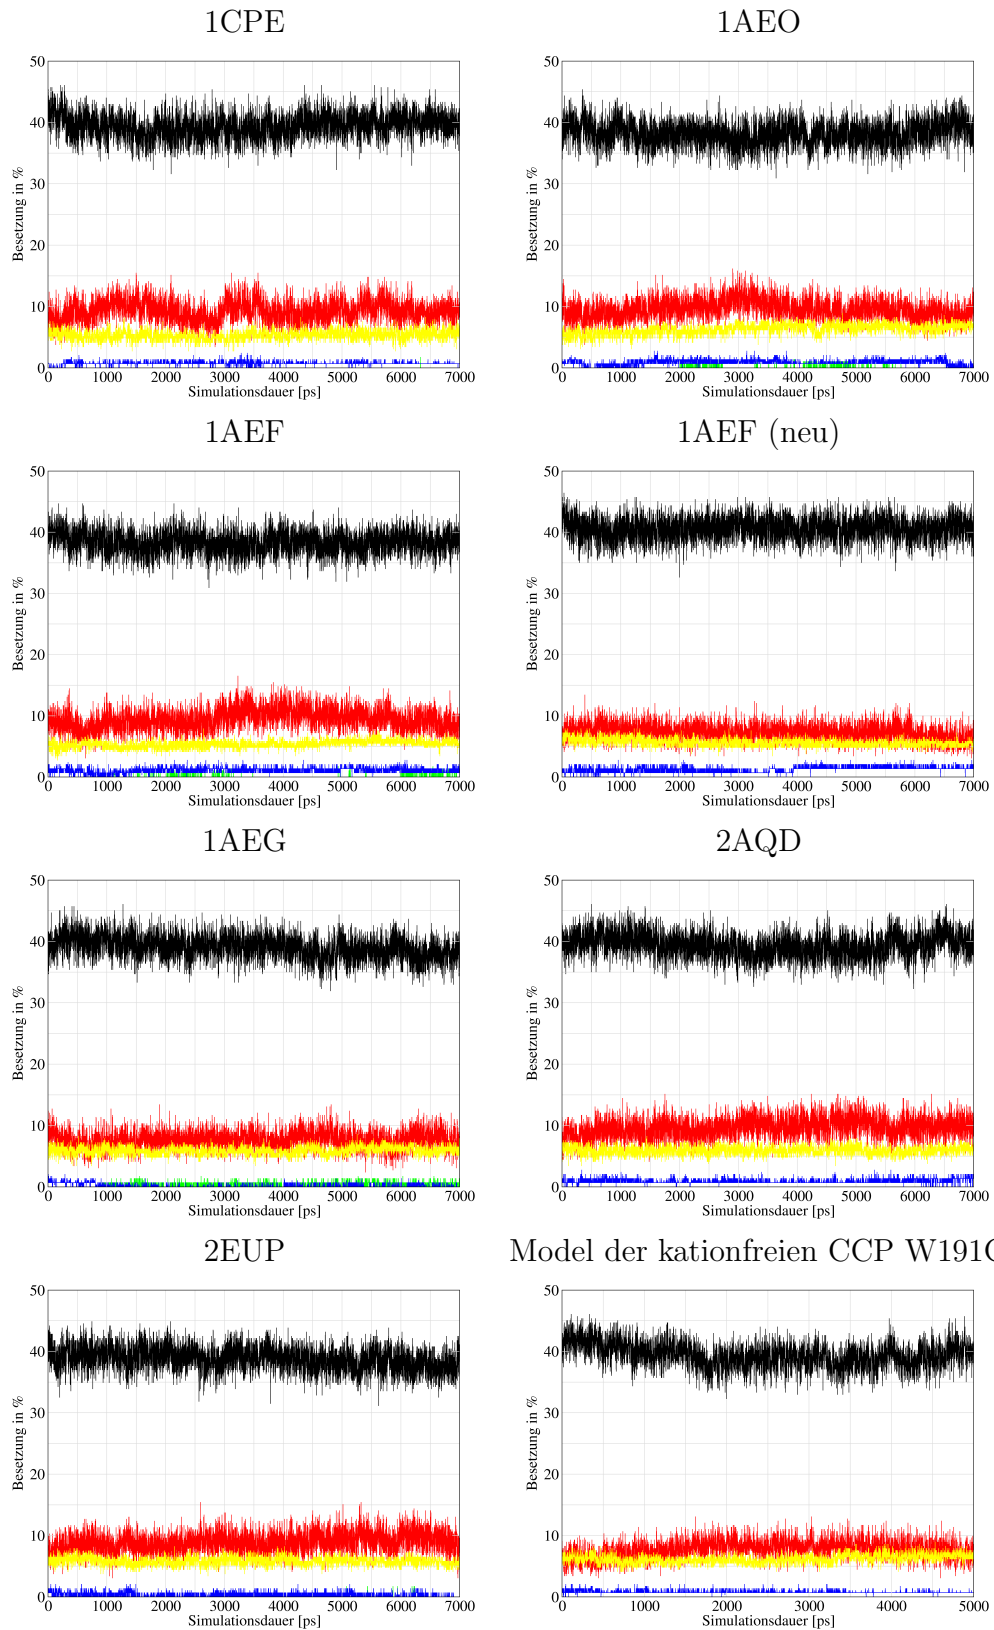 1CPE
50
40
30
20
10
0
Besetzung in %
0 1000 2000 3000 4000 5000 6000 7000
Simulationsdauer [ps]
1AEO
50
40
30
20
10
0
Besetzung in %
0 1000 2000 3000 4000 5000 6000 7000
Simulationsdauer [ps]
1AEF
50
40
30
20
10
0
Besetzung in %
0 1000 2000 3000 4000 5000 6000 7000
Simulationsdauer [ps]
1AEF (neu)
50
40
30
20
10
0
Besetzung in %
0 1000 2000 3000 4000 5000 6000 7000
Simulationsdauer [ps]
1AEG
50
40
30
20
10
0
Besetzung in %
0 1000 2000 3000 4000 5000 6000 7000
Simulationsdauer [ps]
2AQD
50
40
30
20
10
0
Besetzung in %
0 1000 2000 3000 4000 5000 6000 7000
Simulationsdauer [ps]
2EUP
50
40
30
20
10
0
Besetzung in %
0 1000 2000 3000 4000 5000 6000 7000
Simulationsdauer [ps]
Model der kationfreien CCP W191G
50
40
30
20
10
0
Besetzung in %
0 1000 2000 3000 4000 5000
Simulationsdauer [ps]